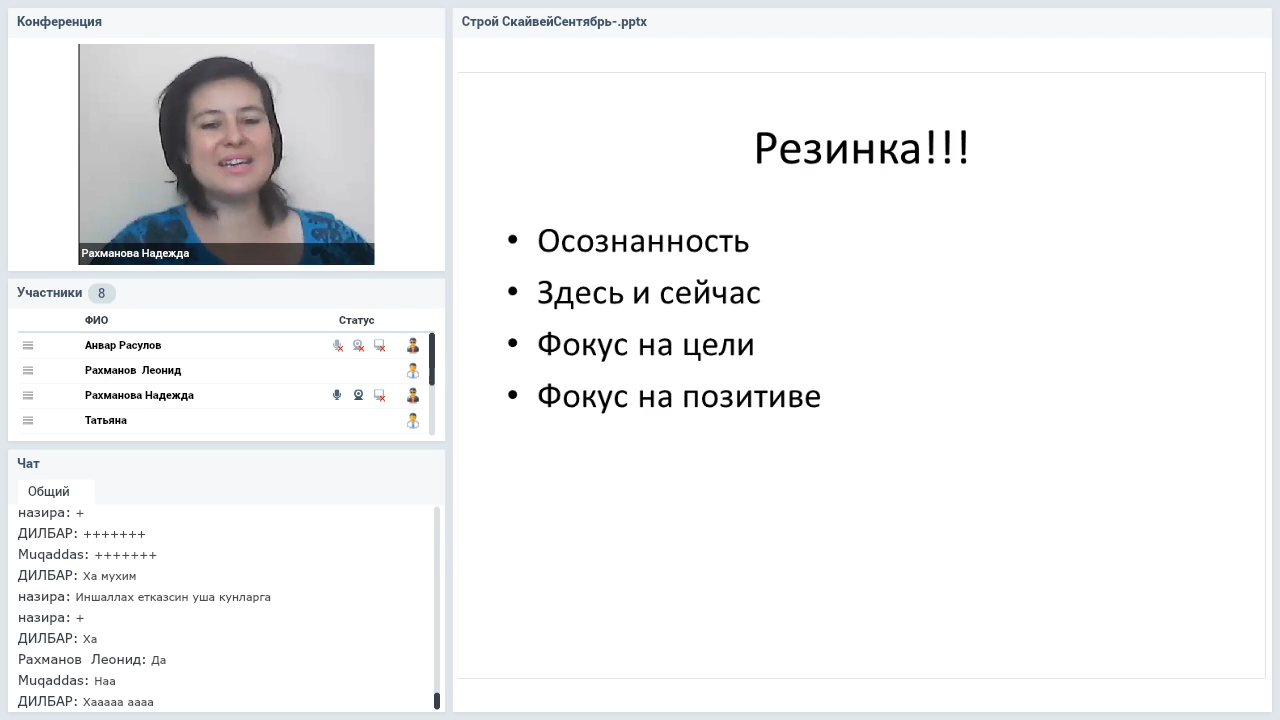 Конференция
Рахманова Надежда
Участники 8
ФИО Статус
Анвар Расулов
Рахманов Леонид
Рахманова Надежда
Татьяна
Чат
Общий
назира: +
ДИЛБАР: +++++++
Muqaddas: +++++++
ДИЛБАР: Ха мухим
назира: Иншаллах етказсин уша кунларга
назира: +
ДИЛБАР: Ха
Рахманов Леонид: Да
Muqaddas: Наа
ДИЛБАР: Хааааа аааа
Строй СкайвейСентябрь-.pptx
Резинка!!!
• Осознанность
• Здесь и сейчас
• Фокус на цели
• Фокус на позитиве